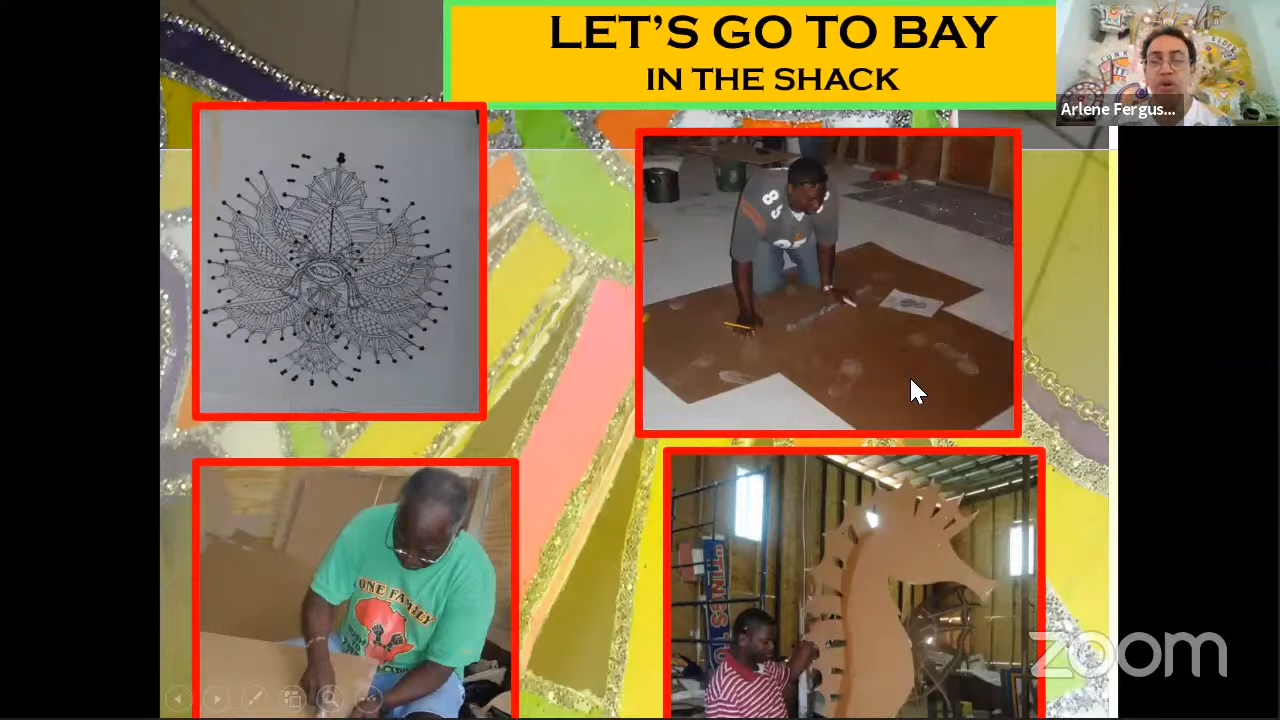 LET'S GO TO BAY
IN THE SHACK
Arlene Fergus...
85
ONE FAMILY
zoom